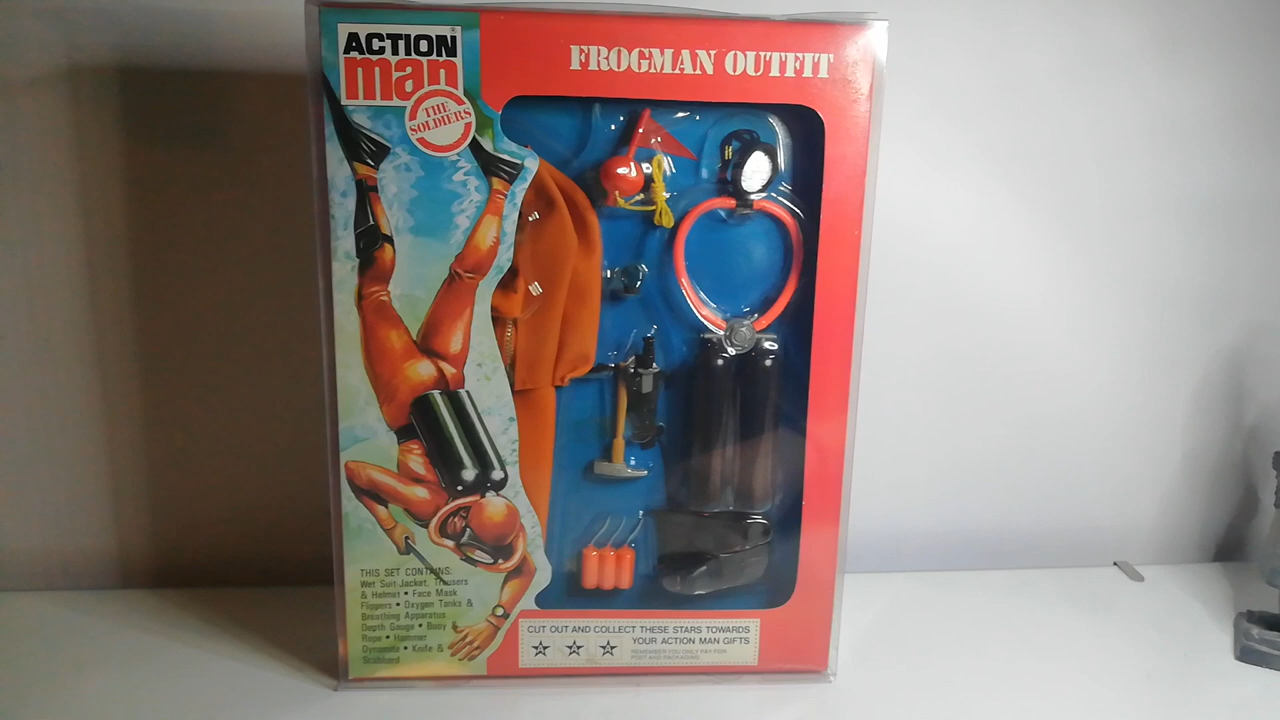 ACTION
man
THE
SOLDIERS
FROGMAN OUTFIT
THIS SET CONTAINS:
Wet Suit Jacket, Trousers
& Helmet • Face Mask
Flippers • Oxygen Tanks &
Breathing Apparatus
Depth Gauge • Buoy &
Rope • Hammer
Dynamite • Knife &
Scabbard
CUT OUT AND COLLECT THESE STARS TOWARDS
YOUR ACTION MAN GIFTS
REMEMBER YOU ONLY PAY FOR
POST AND PACKAGING